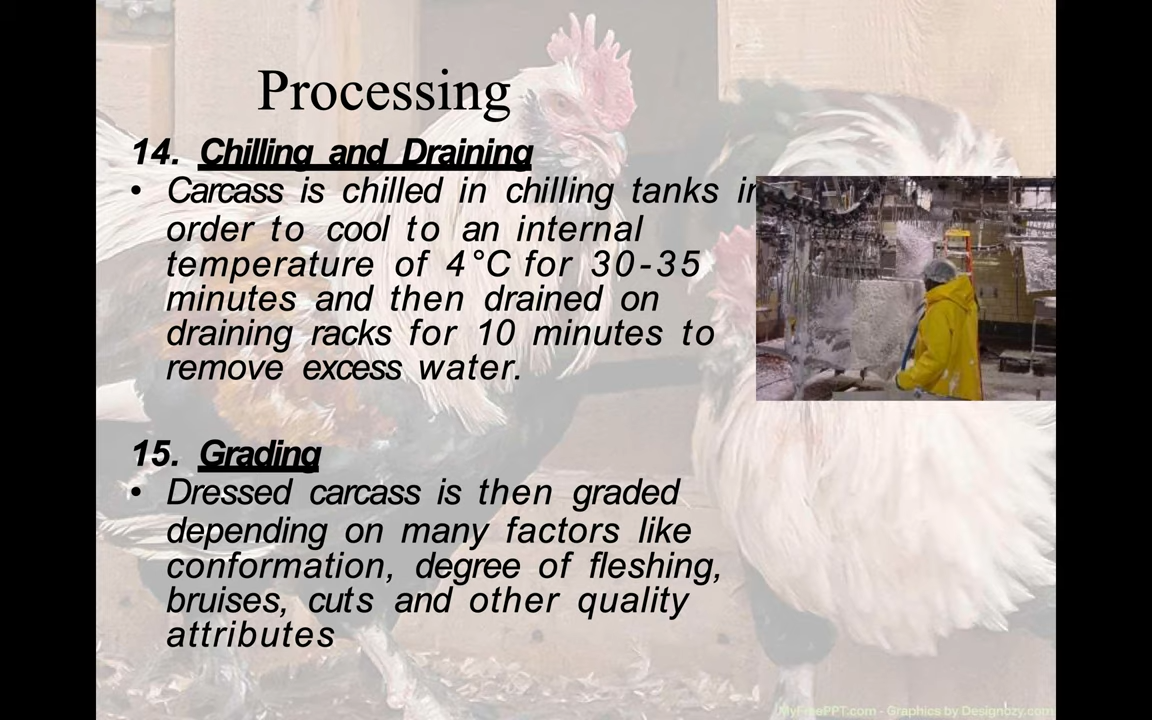 Processing
14. Chilling and Draining
• Carcass is chilled in chilling tanks in
order to cool to an internal
temperature of 4°C for 30-35
minutes and then drained on
draining racks for 10 minutes to
remove excess water.
15. Grading
• Dressed carcass is then graded
depending on many factors like
conformation, degree of fleshing,
bruises, cuts and other quality
attributes
MyFreePPT.com - Graphics by Designozy.com